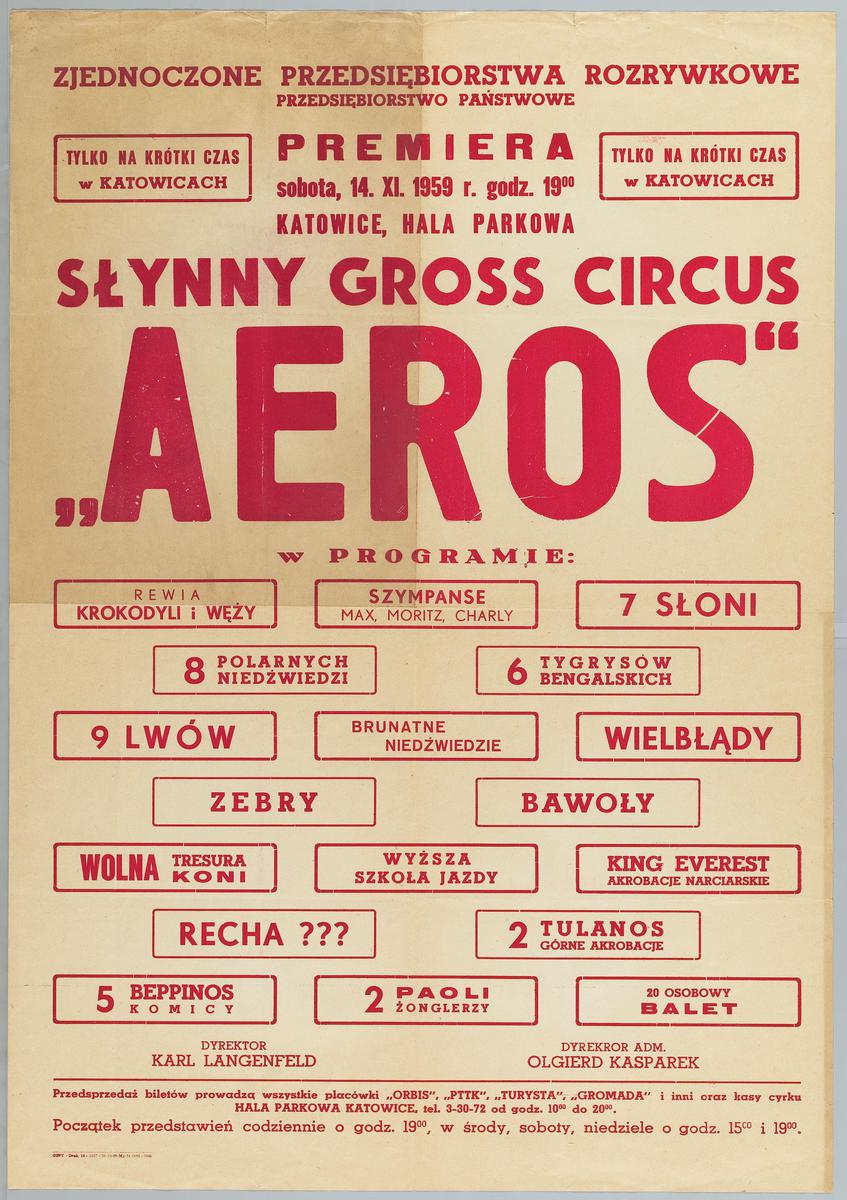 ZJEDNOCZONE PRZEDSIĘBIORSTWA ROZRYWKOWE
PRZEDSIĘBIORSTWO PAŃSTWOWE
TYLKO NA KRÓTKI CZAS
w KATOWICACH
PREMIERA
sobota, 14. XI. 1959 r. godz. 19⁰⁰
KATOWICE, HALA PARKOWA
TYLKO NA KRÓTKI CZAS
w KATOWICACH
SŁYNNY GROSS CIRCUS
„AEROS“
w PROGRAMIE:
REWIA
KROKODYLI i WĘŻY
SZYMPANSE
MAX, MORITZ, CHARLY
7 SŁONI
8 POLARNYCH
NIEDŹWIEDZI
6 TYGRYSÓW
BENGALSKICH
9 LWÓW
BRUNATNE
NIEDŹWIEDZIE
WIELBŁĄDY
ZEBRY
BAWOŁY
WOLNA TRESURA
KONI
WYŻSZA
SZKOŁA JAZDY
KING EVEREST
AKROBACJE NARCIARSKIE
RECHA ???
2 TULANOS
GÓRNE AKROBACJE
5 BEPPINOS
KOMICY
2 PAOLI
ŻONGLERZY
20 OSOBOWY
BALET
DYREKTOR
KARL LANGENFELD
DYREKROR ADM.
OLGIERD KASPAREK
Przedsprzedaż biletów prowadzą wszystkie placówki „ORBIS“, „PTTK“, „TURYSTA“, „GROMADA“ i inni oraz kasy cyrku
HALA PARKOWA KATOWICE, tel. 3-30-72 od godz. 10⁰⁰ do 20⁰⁰.
Początek przedstawień codziennie o godz. 19⁰⁰, w środy, soboty, niedziele o godz. 15⁰⁰ i 19⁰⁰.